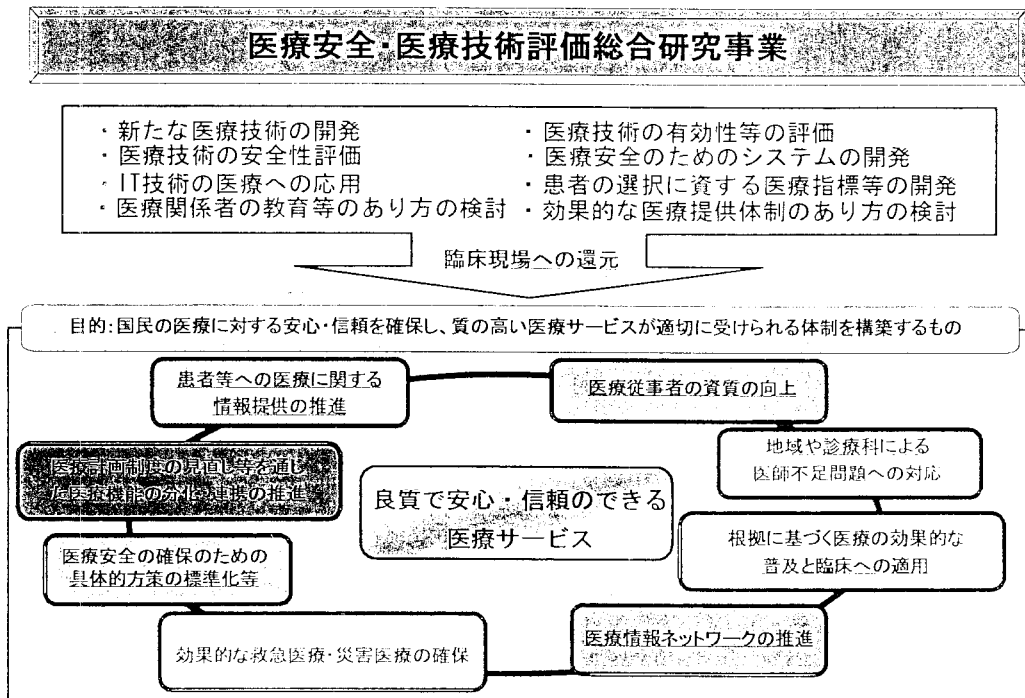 医療安全・医療技術評価総合研究事業
・新たな医療技術の開発
・医療技術の安全性評価
・IT技術の医療への応用
・医療関係者の教育等のあり方の検討
・医療技術の有効性等の評価
・医療安全のためのシステムの開発
・患者の選択に資する医療指標等の開発
・効果的な医療提供体制のあり方の検討
臨床現場への還元
目的:国民の医療に対する安心・信頼を確保し、質の高い医療サービスが適切に受けられる体制を構築するもの
患者等への医療に関する
情報提供の推進
医療従事者の資質の向上
医療計画制度の見直し等を通じ
た医療機能の分化・連携の推進
地域や診療科による
医師不足問題への対応
良質で安心・信頼のできる
医療サービス
医療安全の確保のための
具体的方策の標準化等
根拠に基づく医療の効果的な
普及と臨床への適用
効果的な救急医療・災害医療の確保
医療情報ネットワークの推進